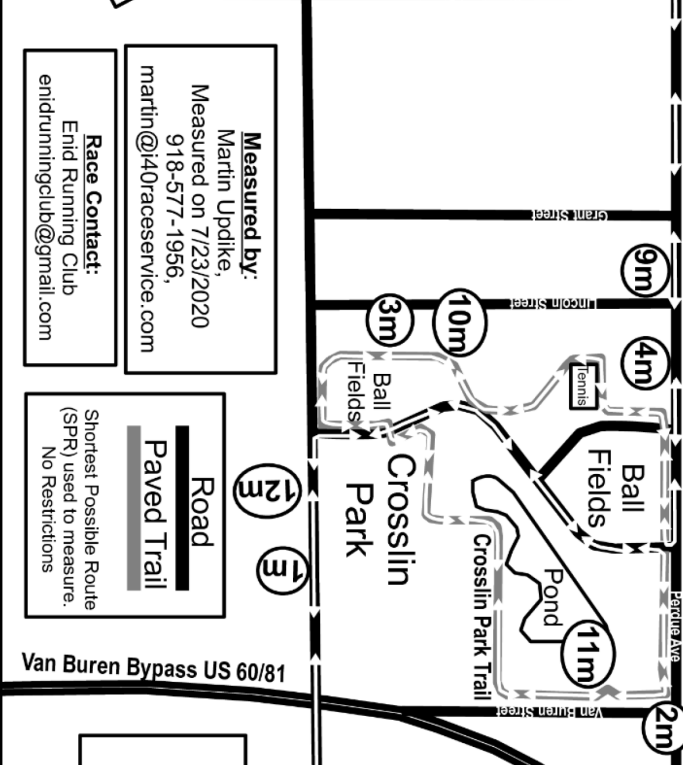 Measured by:
Martin Updike,
Measured on 7/23/2020
918-577-1956,
martin@i40raceservice.com
Race Contact:
Enid Running Club
enidrunningclub@gmail.com
Grant Street
Lincoln Street
9m
10m
3m
4m
Tennis
Ball
Fields
Ball
Fields
Crosslin
Park
Pond
Crosslin Park Trail
11m
12m
1m
Road
Paved Trail
Shortest Possible Route
(SPR) used to measure.
No Restrictions
Perdue Ave
Van Buren Bypass US 60/81
Van Buren Street
2m